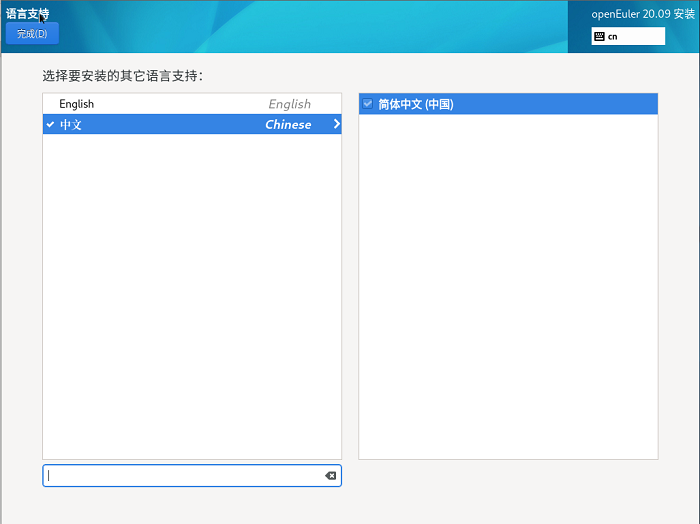 语言支持
完成(D)
openEuler 20.09 安装
cn
选择要安装的其它语言支持：
English English
中文 Chinese
简体中文 (中国)